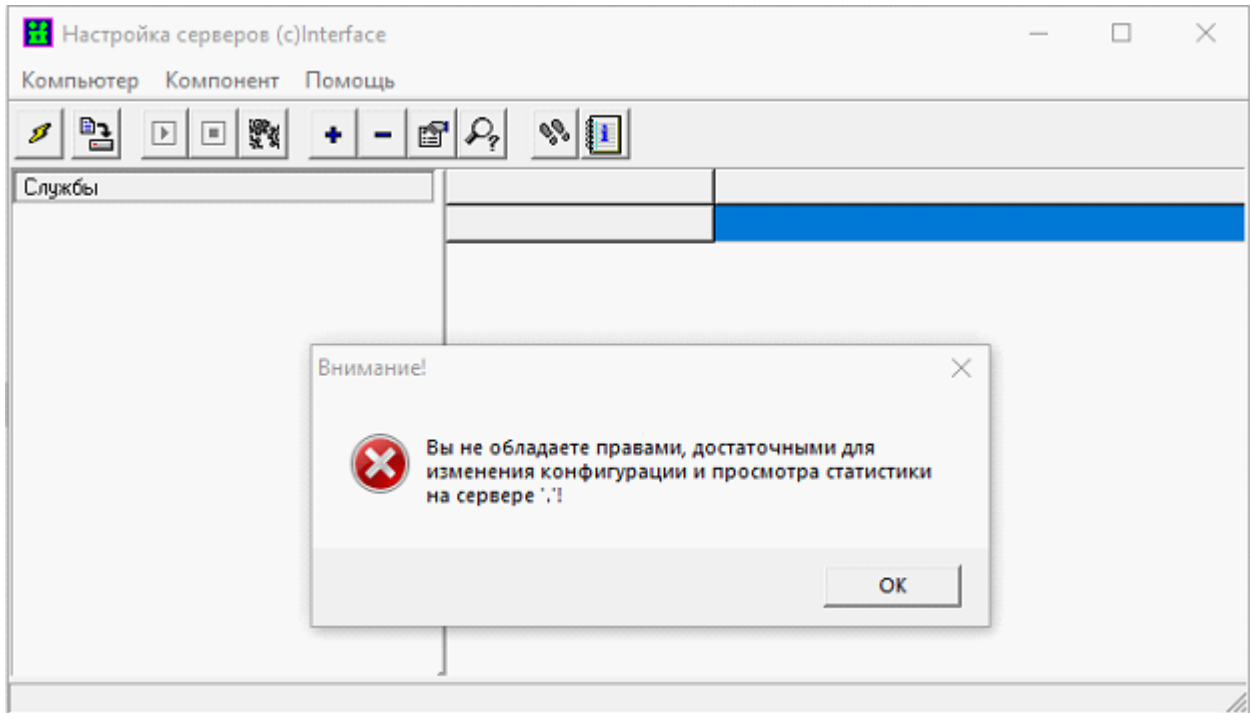 Настройка серверов (c)Interface
Компьютер Компонент Помощь
Службы
Внимание!
Вы не обладаете правами, достаточными для
изменения конфигурации и просмотра статистики
на сервере '.'!
OK